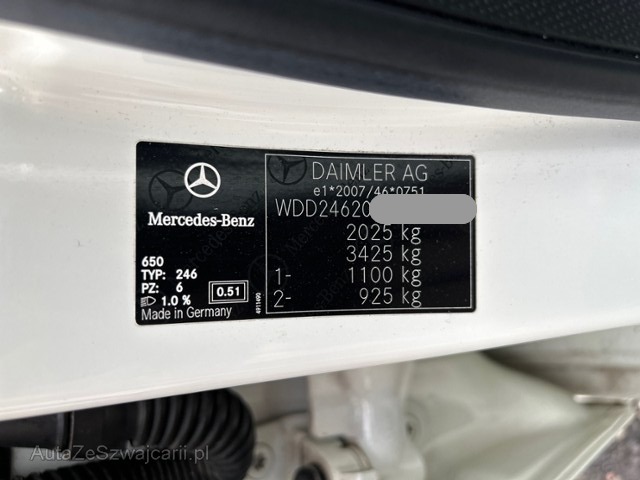 DAIMLER AG
e1*2007/46*0751
WDD24620
2025 kg
3425 kg
1- 1100 kg
2- 925 kg
Mercedes-Benz
650
TYP: 246
PZ: 6
1.0 % 0.51
Made in Germany
4911490
AutaZeSzwajcarii.pl